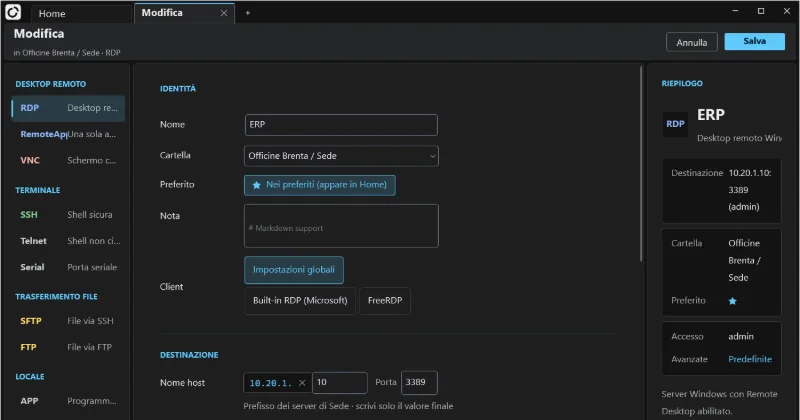 Home
Modifica
Modifica
in Officine Brenta / Sede · RDP
Annulla
Salva
DESKTOP REMOTO
RDP Desktop re...
RemoteAp Una sola a...
VNC Schermo c...
TERMINALE
SSH Shell sicura
Telnet Shell non ci...
Serial Porta seriale
TRASFERIMENTO FILE
SFTP File via SSH
FTP File via FTP
LOCALE
APP Programm...
IDENTITÀ
Nome ERP
Cartella Officine Brenta / Sede
Preferito Nei preferiti (appare in Home)
Nota
# Markdown support
Impostazioni globali
Client
Built-in RDP (Microsoft) FreeRDP
DESTINAZIONE
Nome host 10.20.1. × 10 Porta 3389
Prefisso dei server di Sede · scrivi solo il valore finale
RIEPILOGO
RDP
ERP
Desktop remoto Win
Destinazione 10.20.1.10:
3389
(admin)
Cartella Officine
Brenta /
Sede
Preferito
Accesso admin
Avanzate Predefinite
Server Windows con Remote
Desktop abilitato.